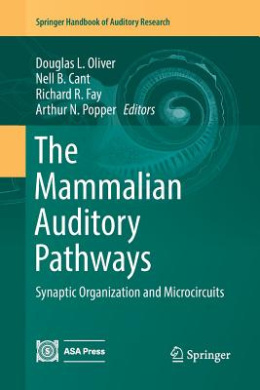 Springer Handbook of Auditory Research
Douglas L. Oliver
Nell B. Cant
Richard R. Fay
Arthur N. Popper Editors
The
Mammalian
Auditory
Pathways
Synaptic Organization and Microcircuits
S
ASA Press
Springer